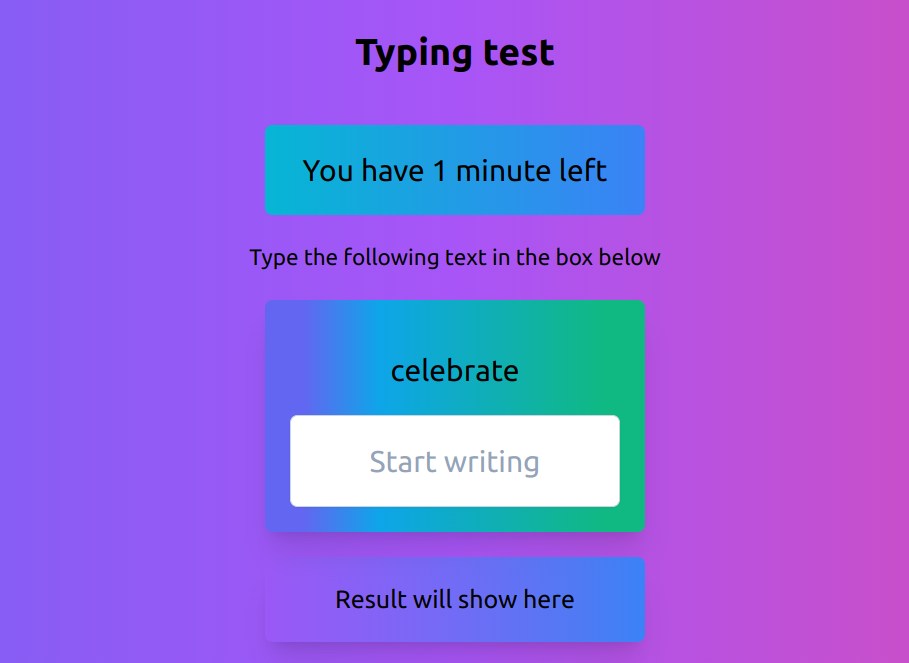 Typing test
You have 1 minute left
Type the following text in the box below
celebrate
Start writing
Result will show here